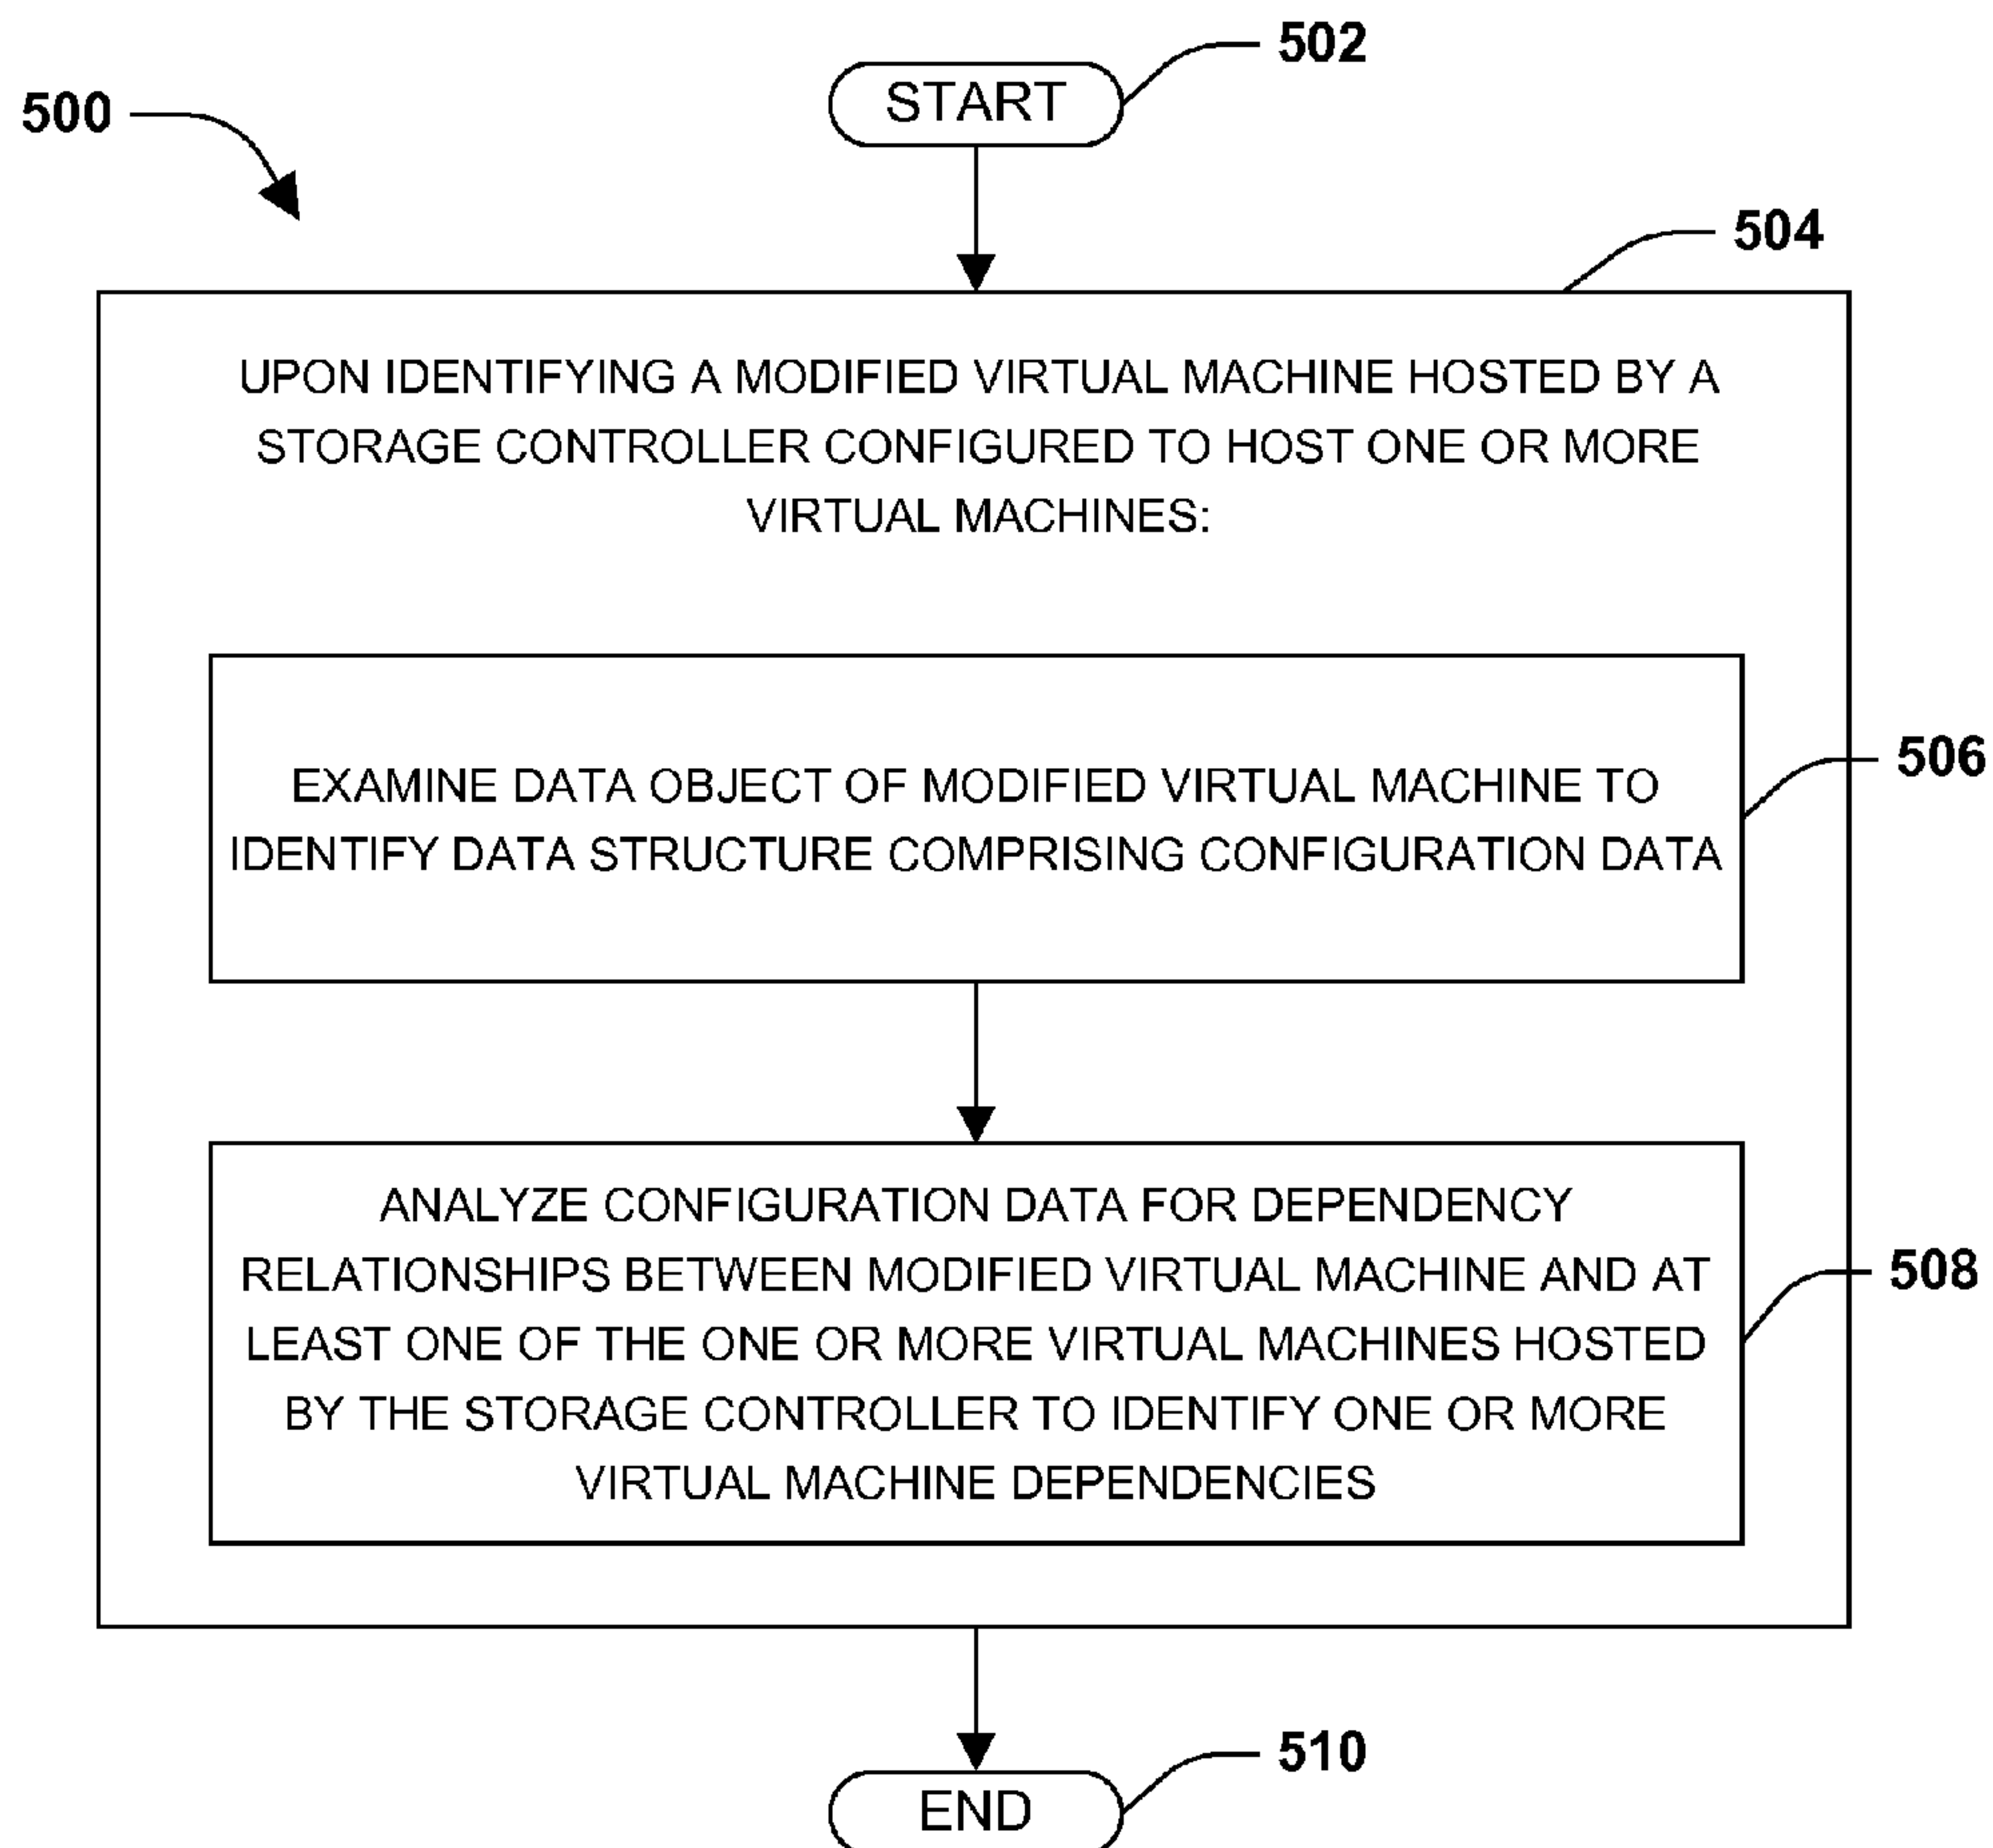 502
START
500
504
UPON IDENTIFYING A MODIFIED VIRTUAL MACHINE HOSTED BY A
STORAGE CONTROLLER CONFIGURED TO HOST ONE OR MORE
VIRTUAL MACHINES:
506
EXAMINE DATA OBJECT OF MODIFIED VIRTUAL MACHINE TO
IDENTIFY DATA STRUCTURE COMPRISING CONFIGURATION DATA
ANALYZE CONFIGURATION DATA FOR DEPENDENCY
RELATIONSHIPS BETWEEN MODIFIED VIRTUAL MACHINE AND AT
508
LEAST ONE OF THE ONE OR MORE VIRTUAL MACHINES HOSTED
BY THE STORAGE CONTROLLER TO IDENTIFY ONE OR MORE
VIRTUAL MACHINE DEPENDENCIES
510
END